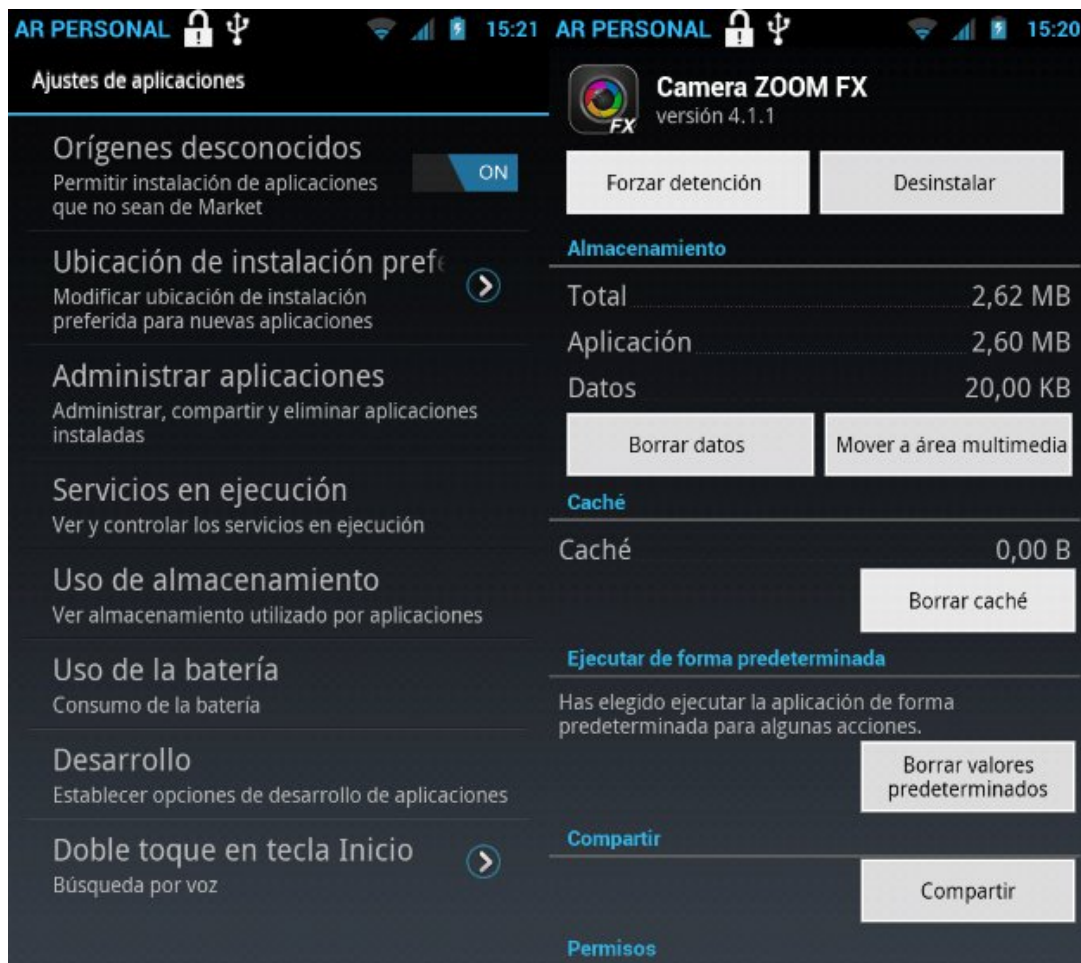 AR PERSONAL
15:21
Ajustes de aplicaciones
Orígenes desconocidos
Permitir instalación de aplicaciones
que no sean de Market
ON
Ubicación de instalación prefe
Modificar ubicación de instalación
preferida para nuevas aplicaciones
Administrar aplicaciones
Administrar, compartir y eliminar aplicaciones
instaladas
Servicios en ejecución
Ver y controlar los servicios en ejecución
Uso de almacenamiento
Ver almacenamiento utilizado por aplicaciones
Uso de la batería
Consumo de la batería
Desarrollo
Establecer opciones de desarrollo de aplicaciones
Doble toque en tecla Inicio
Búsqueda por voz
AR PERSONAL
15:20
FX
Camera ZOOM FX
versión 4.1.1
Forzar detención
Desinstalar
Almacenamiento
Total 2,62 MB
Aplicación 2,60 MB
Datos 20,00 KB
Borrar datos
Mover a área multimedia
Caché
Caché 0,00 B
Borrar caché
Ejecutar de forma predeterminada
Has elegido ejecutar la aplicación de forma
predeterminada para algunas acciones.
Borrar valores
predeterminados
Compartir
Compartir
Permisos